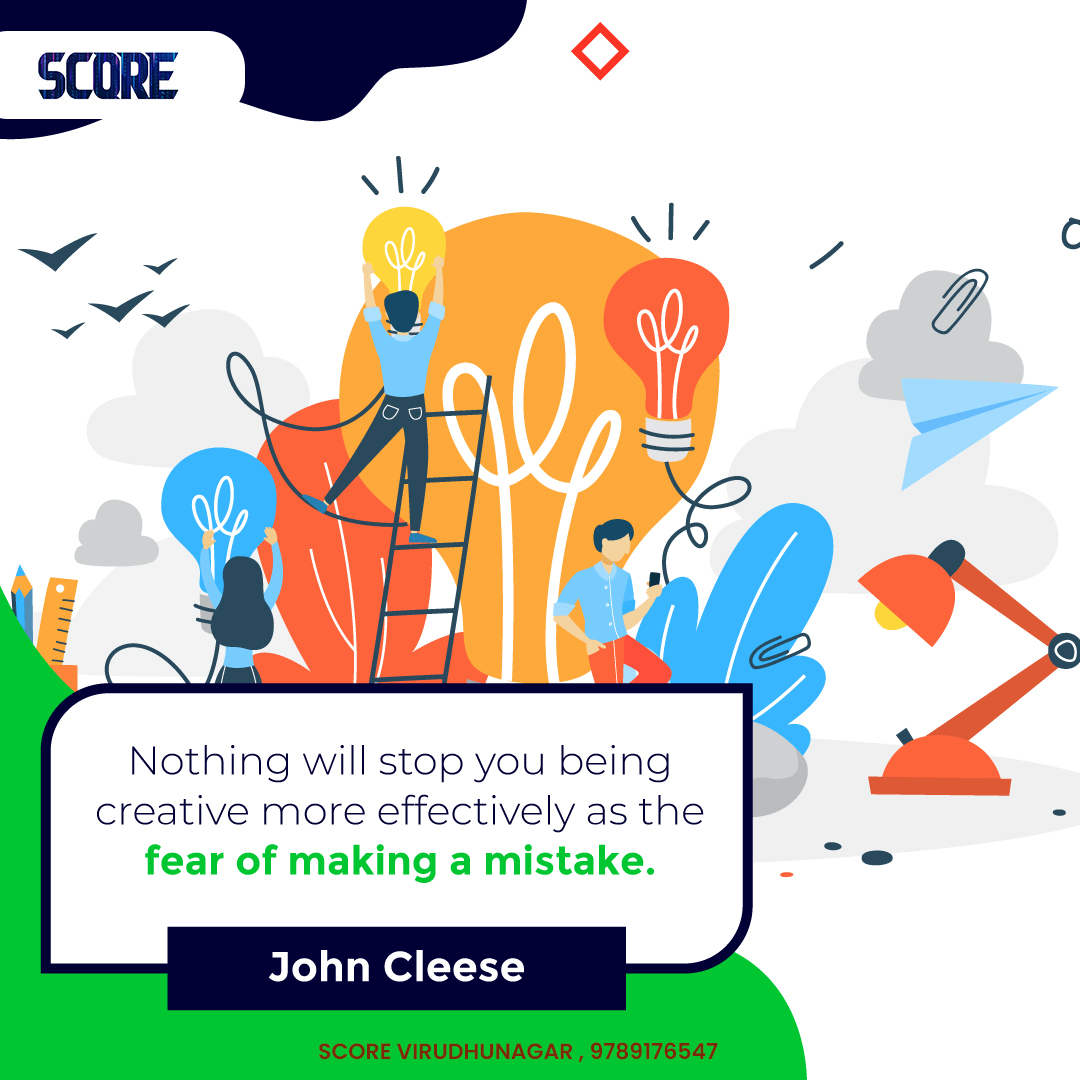 SCORE
Nothing will stop you being
creative more effectively as the
fear of making a mistake.
John Cleese
SCORE VIRUDHUNAGAR , 9789176547